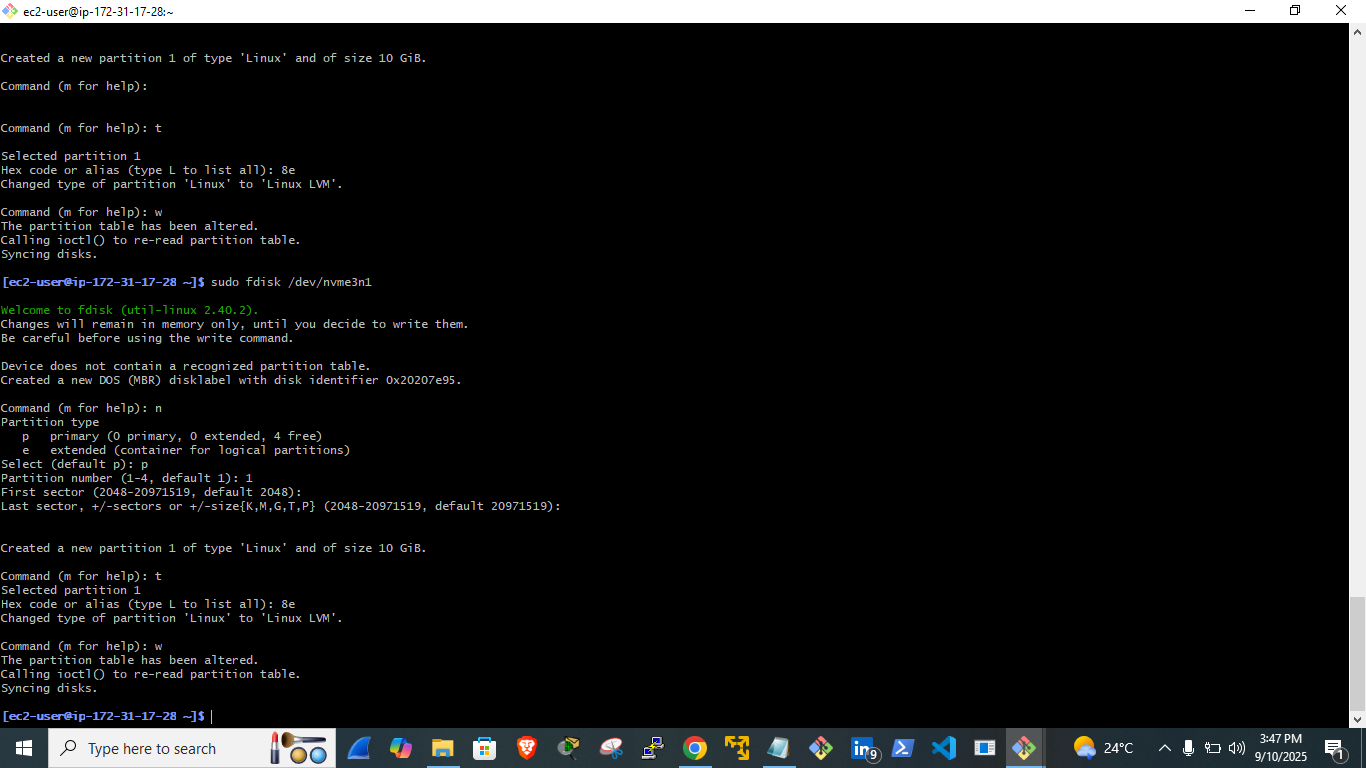 ec2-user@ip-172-31-17-28:~
Created a new partition 1 of type 'Linux' and of size 10 GiB.
Command (m for help):
Command (m for help): t
Selected partition 1
Hex code or alias (type L to list all): 8e
Changed type of partition 'Linux' to 'Linux LVM'.
Command (m for help): w
The partition table has been altered.
Calling ioctl() to re-read partition table.
Syncing disks.
[ec2-user@ip-172-31-17-28 ~]$ sudo fdisk /dev/nvme3n1
Welcome to fdisk (util-linux 2.40.2).
Changes will remain in memory only, until you decide to write them.
Be careful before using the write command.
Device does not contain a recognized partition table.
Created a new DOS (MBR) disklabel with disk identifier 0x20207e95.
Command (m for help): n
Partition type
   p   primary (0 primary, 0 extended, 4 free)
   e   extended (container for logical partitions)
Select (default p): p
Partition number (1-4, default 1): 1
First sector (2048-20971519, default 2048):
Last sector, +/-sectors or +/-size{K,M,G,T,P} (2048-20971519, default 20971519):
Created a new partition 1 of type 'Linux' and of size 10 GiB.
Command (m for help): t
Selected partition 1
Hex code or alias (type L to list all): 8e
Changed type of partition 'Linux' to 'Linux LVM'.
Command (m for help): w
The partition table has been altered.
Calling ioctl() to re-read partition table.
Syncing disks.
[ec2-user@ip-172-31-17-28 ~]$
Type here to search
in 9
24°C
3:47 PM
9/10/2025
1